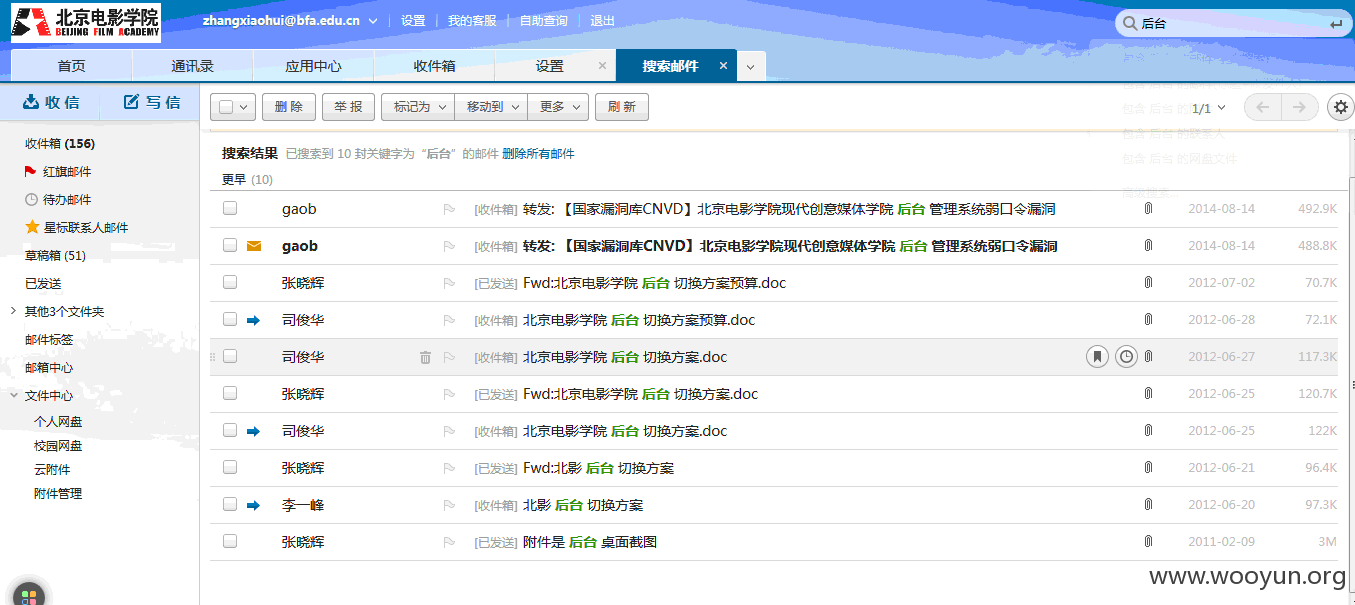 北京电影学院
BEIJING FILM ACADEMY
zhangxiaohui@bfa.edu.cn 设置 我的客服 自助查询 退出
后台
首页 通讯录 应用中心 收件箱 设置 × 搜索邮件 ×
收 信 写 信
删 除 举 报 标记为 移动到 更多 刷 新 1/1
包含 后台 的联系人
包含 后台 的网盘文件
收件箱 (156)
红旗邮件
待办邮件
星标联系人邮件
草稿箱 (51)
已发送
其他3个文件夹
邮件标签
邮箱中心
文件中心
个人网盘
校园网盘
云附件
附件管理
搜索结果 已搜索到 10 封关键字为 “后台” 的邮件 删除所有邮件
更早 (10)
gaob [收件箱] 转发: 【国家漏洞库CNVD】北京电影学院现代创意媒体学院 后台 管理系统弱口令漏洞 2014-08-14 492.9K
gaob [收件箱] 转发: 【国家漏洞库CNVD】北京电影学院现代创意媒体学院 后台 管理系统弱口令漏洞 2014-08-14 488.8K
张晓辉 [已发送] Fwd:北京电影学院 后台 切换方案预算.doc 2012-07-02 70.7K
司俊华 [收件箱] 北京电影学院 后台 切换方案预算.doc 2012-06-28 72.1K
司俊华 [收件箱] 北京电影学院 后台 切换方案.doc 2012-06-27 117.3K
张晓辉 [已发送] Fwd:北京电影学院 后台 切换方案.doc 2012-06-25 120.7K
司俊华 [收件箱] 北京电影学院 后台 切换方案.doc 2012-06-25 122K
张晓辉 [已发送] Fwd:北影 后台 切换方案 2012-06-21 96.4K
李一峰 [收件箱] 北影 后台 切换方案 2012-06-20 97.3K
张晓辉 [已发送] 附件是 后台 桌面截图 2011-02-09 3M
www.wooyun.org